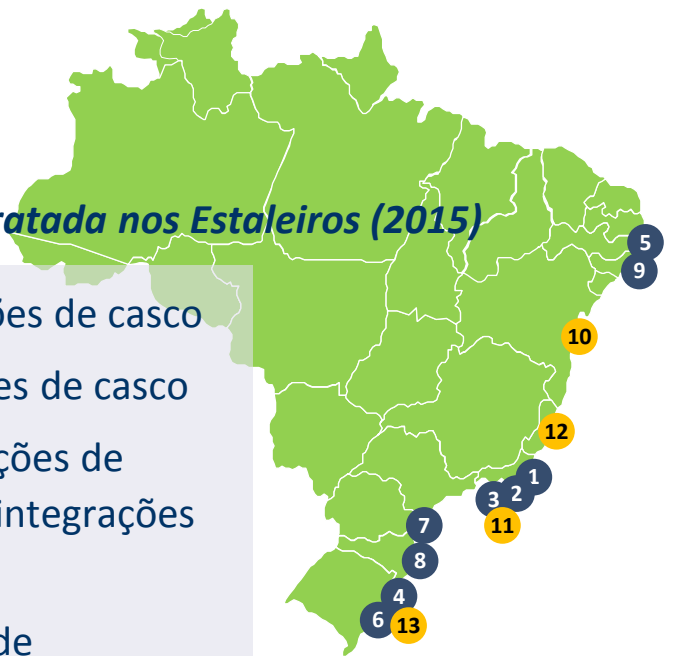 ratada nos Estaleiros (2015)
ões de casco
es de casco
ções de
integrações
de
5
9
10
12
1
2
3
11
7
8
4
6
13